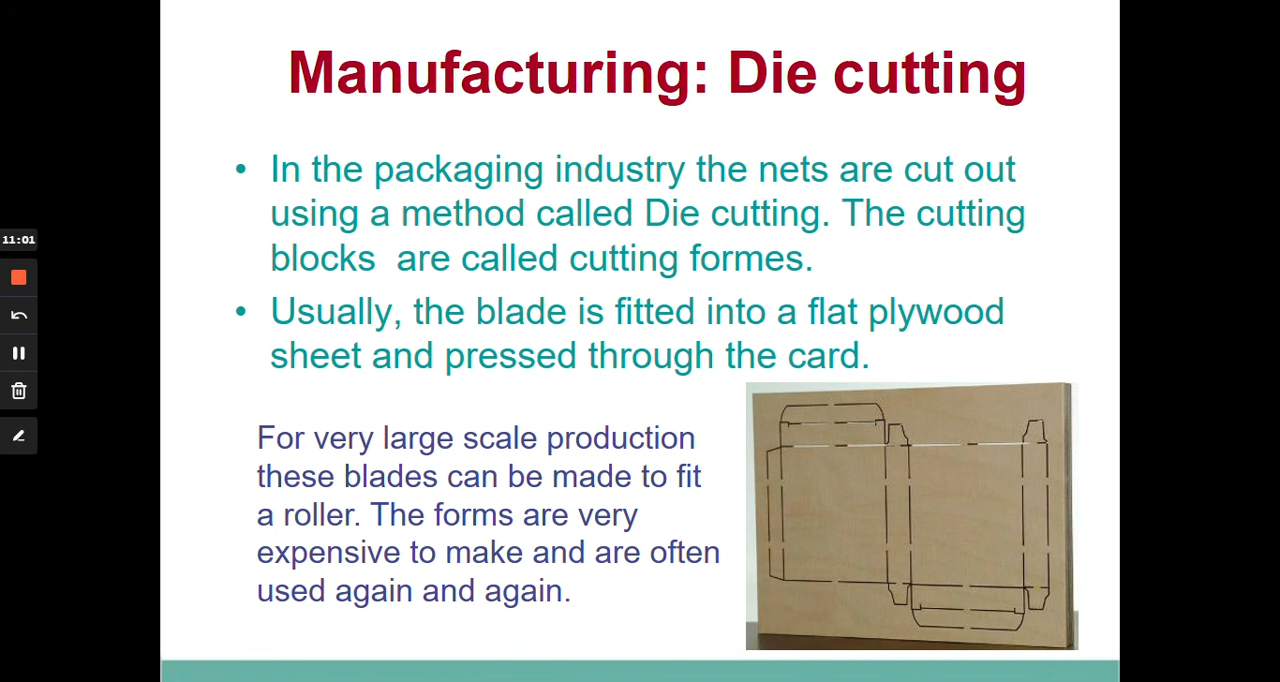 Manufacturing: Die cutting
• In the packaging industry the nets are cut out
using a method called Die cutting. The cutting
blocks  are called cutting formes.
• Usually, the blade is fitted into a flat plywood
sheet and pressed through the card.
11:01
For very large scale production
these blades can be made to fit
a roller. The forms are very
expensive to make and are often
used again and again.